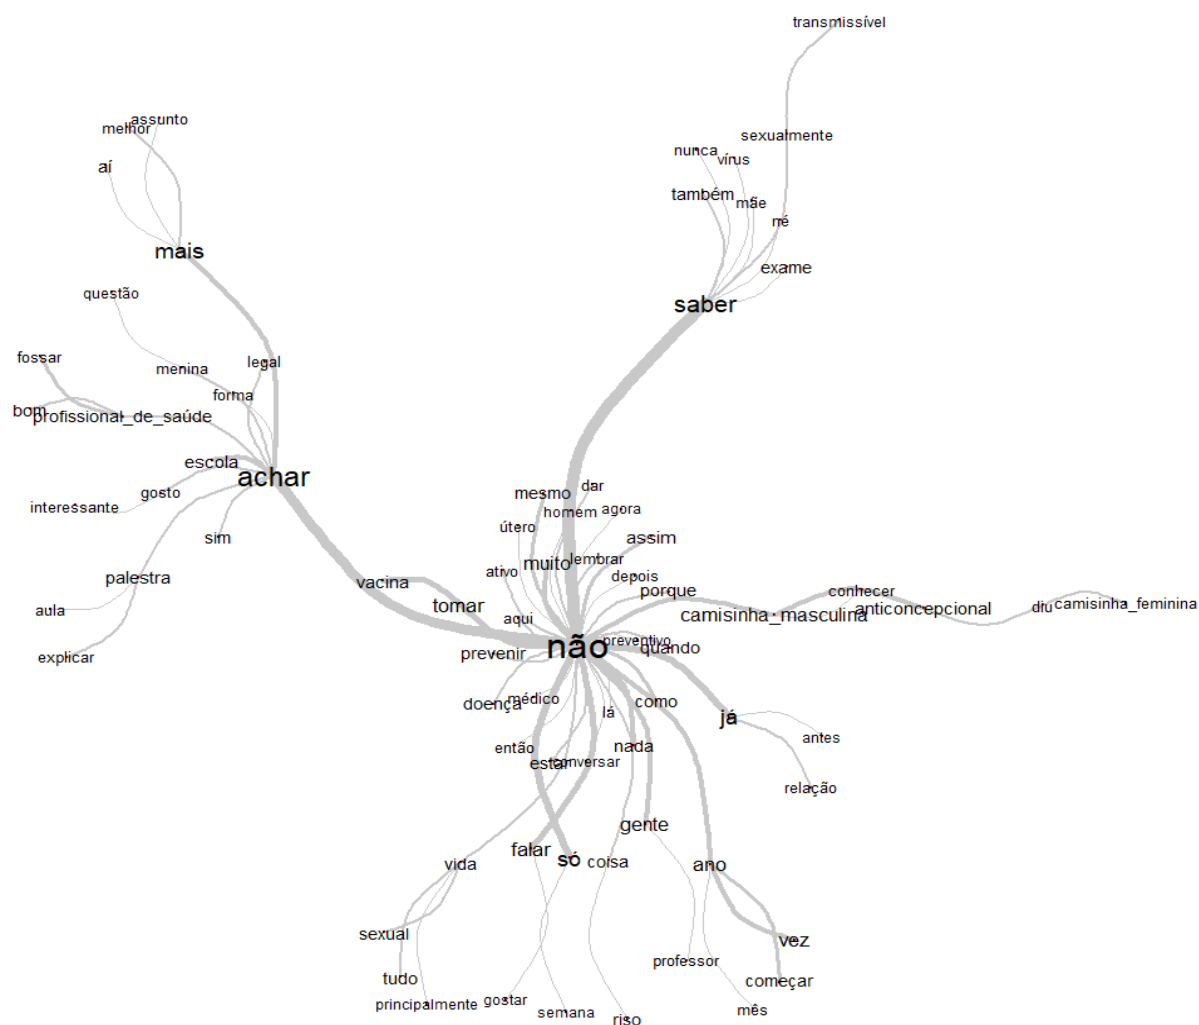 transmissível
assunto
melhor
sexualmente
nunca
vírus
aí
também
mãe
né
mais
exame
questão
saber
fossar
legal
menina
forma
bom
profissional_de_saúde
escola
achar
dar
mesmo
gosto
interessante
homem
agora
útero
sim
assim
muito
lembrar
ativo
depois
palestra
vacina
porque
conhecer
tomar
anticoncepcional
diu
camisinha_feminina
aula
camisinha_masculina
aqui
não
preventivo
quando
prevenir
explicar
médico
doença
como
lá
já
antes
então
nada
estar
conversar
relação
gente
falar
só
coisa
vida
ano
sexual
vez
professor
tudo
começar
principalmente
gostar
semana
mês
riso